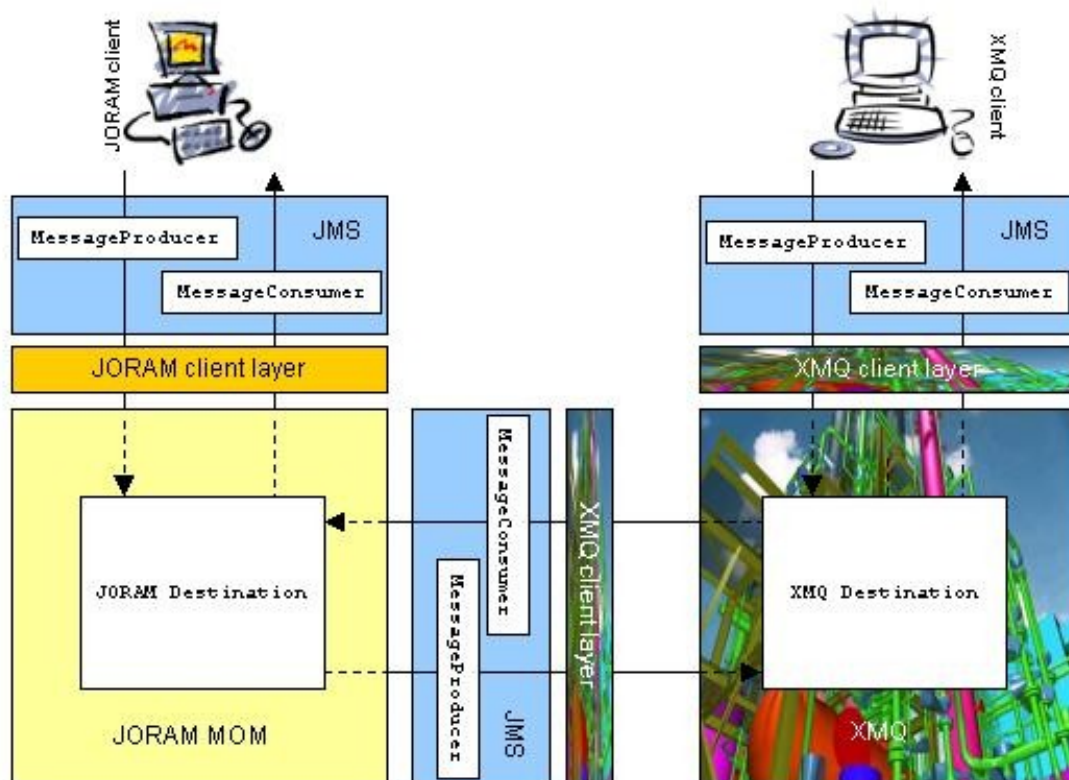 JORAM client
XMQ client
JMS
MessageProducer
MessageConsumer
JMS
MessageProducer
MessageConsumer
JORAM client layer
XMQ client layer
MessageConsumer
MessageProducer
JMS
XMQ client layer
JORAM Destination
XMQ Destination
JORAM MOM
XMQ